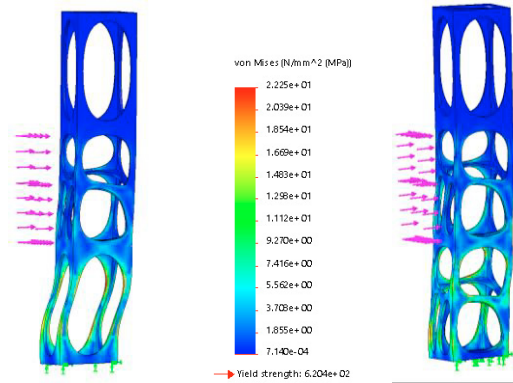 von Mises (N/mm^2 (MPa))
2.225e+01
2.039e+01
1.854e+01
1.669e+01
1.483e+01
1.298e+01
1.112e+01
9.270e+00
7.416e+00
5.562e+00
3.708e+00
1.855e+00
7.140e-04
Yield strength: 6.204e+02